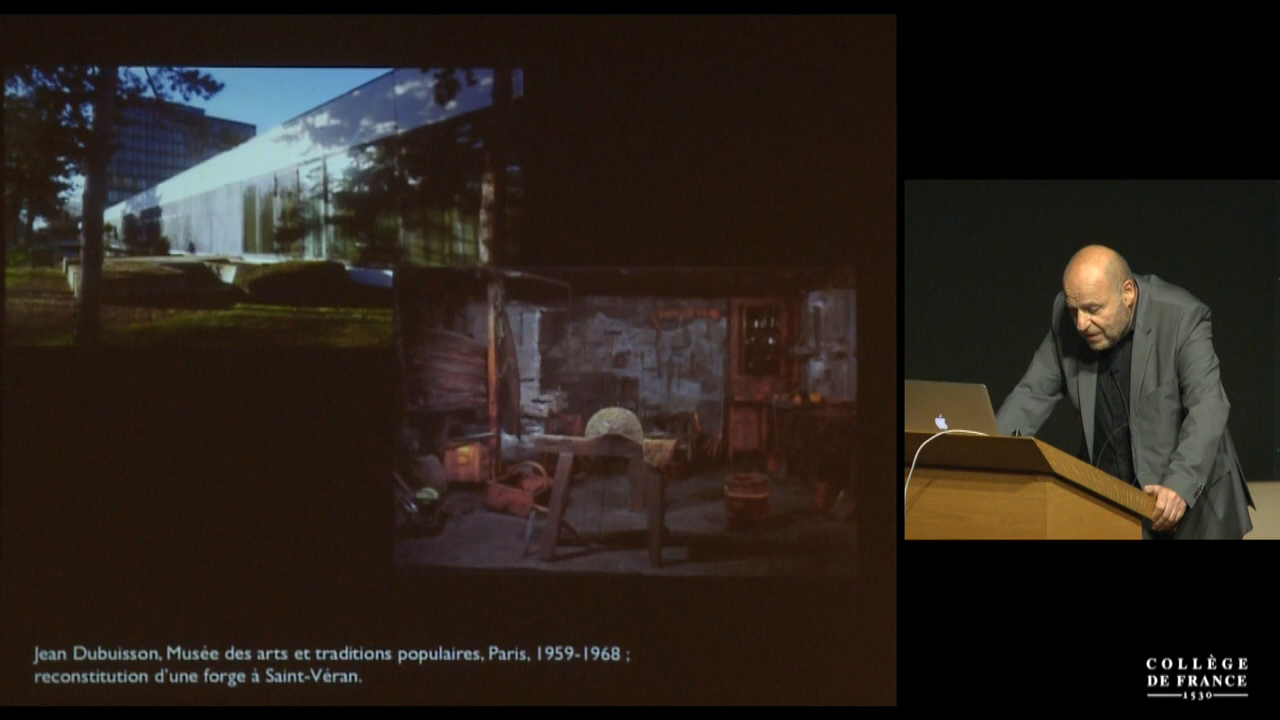 Jean Dubuisson, Musée des arts et traditions populaires, Paris, 1959-1968 ;
reconstitution d'une forge à Saint-Véran.
COLLÈGE
DE FRANCE
1530